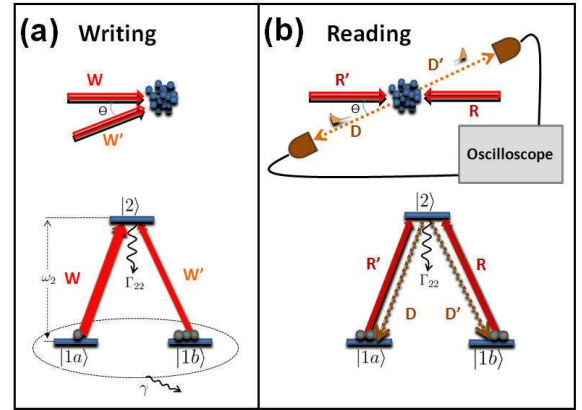 (a) Writing
W
Θ
W'
|2⟩
ω₂
W
W'
Γ₂₂
|1a⟩
|1b⟩
γ
(b) Reading
D'
R'
R
Θ
D
Oscilloscope
|2⟩
R'
R
Γ₂₂
D
D'
|1a⟩
|1b⟩